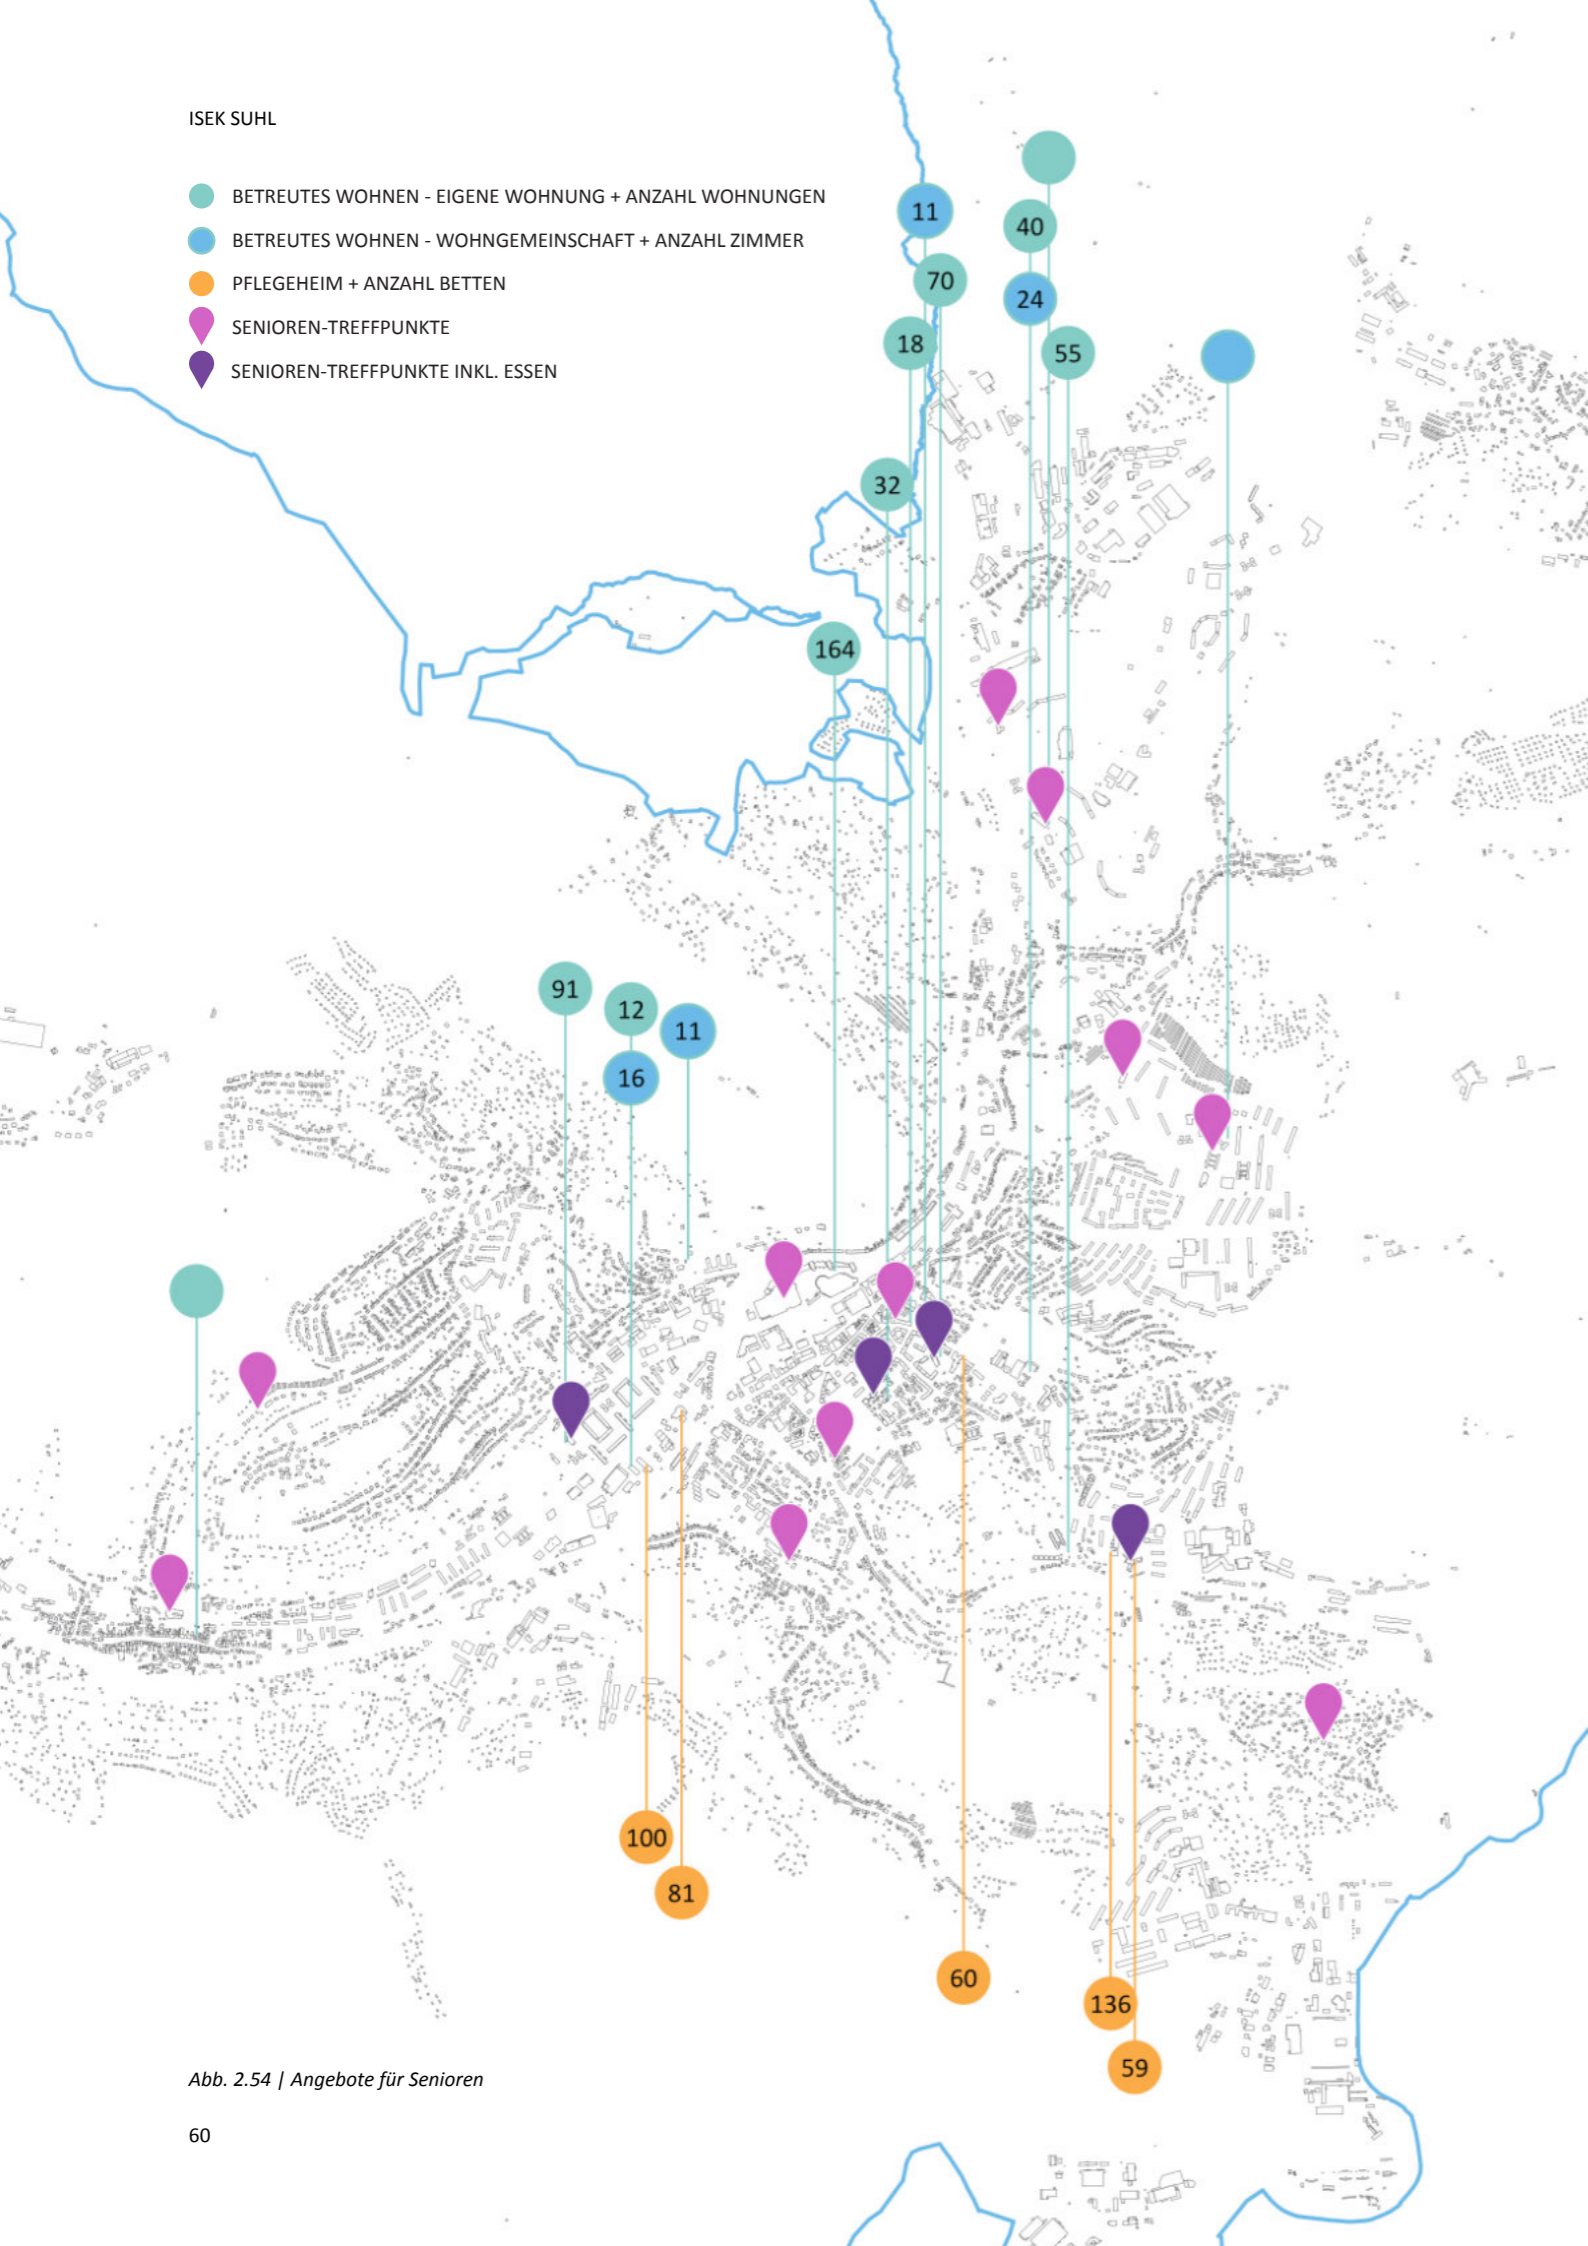 ISEK SUHL
BETREUTES WOHNEN - EIGENE WOHNUNG + ANZAHL WOHNUNGEN
BETREUTES WOHNEN - WOHNGEMEINSCHAFT + ANZAHL ZIMMER
PFLEGEHEIM + ANZAHL BETTEN
SENIOREN-TREFFPUNKTE
SENIOREN-TREFFPUNKTE INKL. ESSEN
11
40
70
24
18
55
32
164
91
12
11
16
100
81
60
136
59
Abb. 2.54 | Angebote für Senioren
60